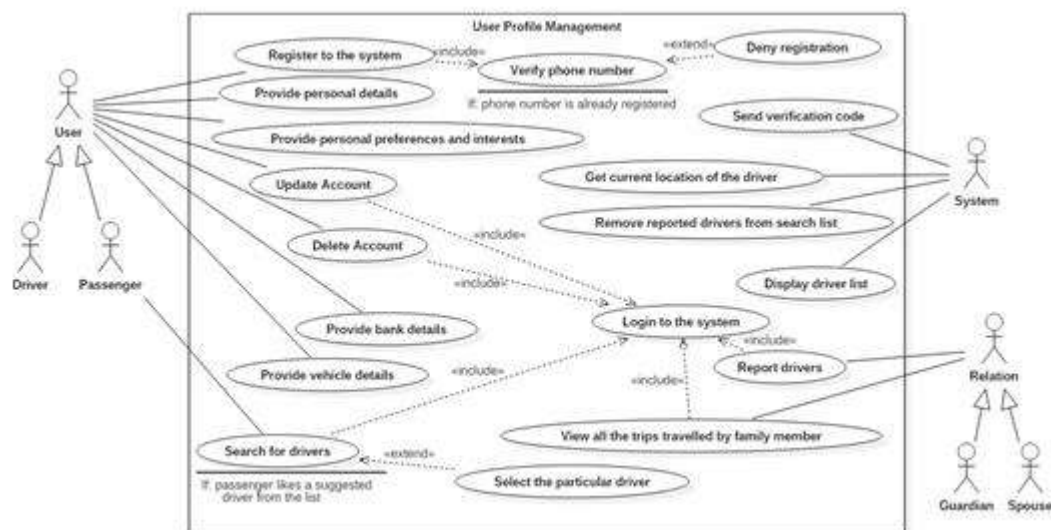 User Profile Management
Register to the system
«include»
«extend»
Deny registration
Verify phone number
If: phone number is already registered
Provide personal details
Send verification code
User
Provide personal preferences and interests
Update Account
Get current location of the driver
System
Remove reported drivers from search list
«include»
Delete Account
«include»
Driver
Passenger
Display driver list
Login to the system
Provide bank details
«include»
Report drivers
Provide vehicle details
«include»
«include»
Relation
View all the trips travelled by family member
Search for drivers
«extend»
If: passenger likes a suggested
driver from the list
Select the particular driver
Guardian
Spouse